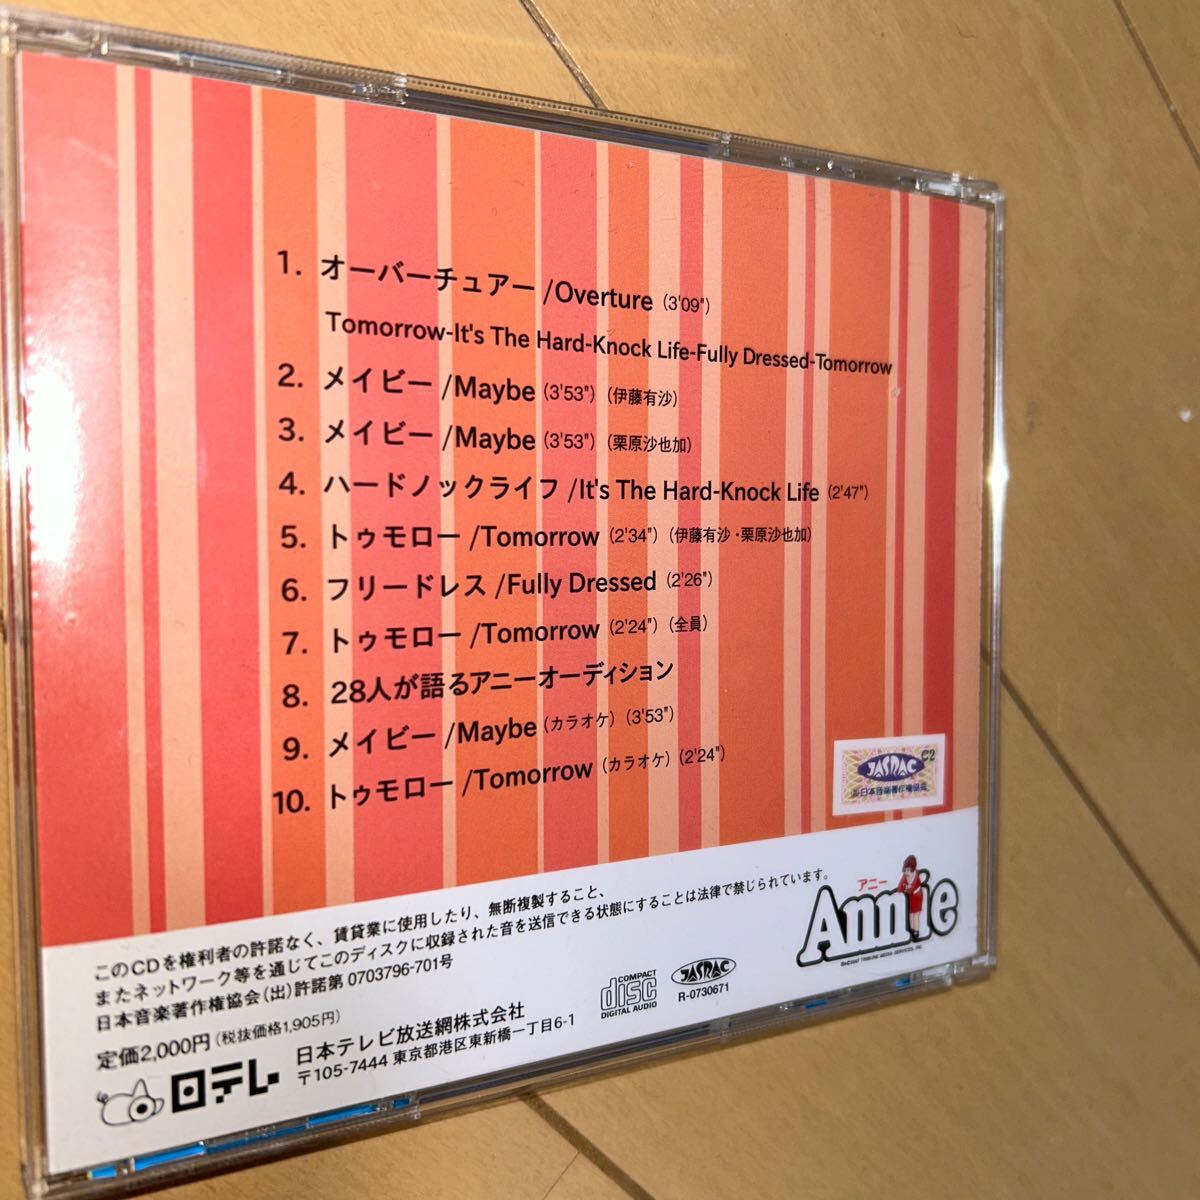 1. オーバーチュアー/Overture (3'09")
Tomorrow-It's The Hard-Knock Life-Fully Dressed-Tomorrow
2. メイビー/Maybe (3'53") (伊藤有沙)
3. メイビー/Maybe (3'53") (栗原沙也加)
4. ハードノックライフ/It's The Hard-Knock Life (2'47")
5. トゥモロー/Tomorrow (2'34") (伊藤有沙・栗原沙也加)
6. フリードレス/Fully Dressed (2'26")
7. トゥモロー/Tomorrow (2'24") (全員)
8. 28人が語るアニーオーディション
9. メイビー/Maybe (カラオケ) (3'53")
10. トゥモロー/Tomorrow (カラオケ) (2'24")
JASRAC C2
日本音楽著作権協会
このCDを権利者の許諾なく、賃貸業に使用したり、無断複製すること、
またネットワーク等を通じてこのディスクに収録された音を送信できる状態にすることは法律で禁じられています。
日本音楽著作権協会(出)許諾第 0703796-701号
定価2,000円(税抜価格1,905円)
日テレ
日本テレビ放送網株式会社
〒105-7444 東京都港区東新橋一丁目6-1
COMPACT
disc
DIGITAL AUDIO
JASRAC
R-0730671
アニー
Annie